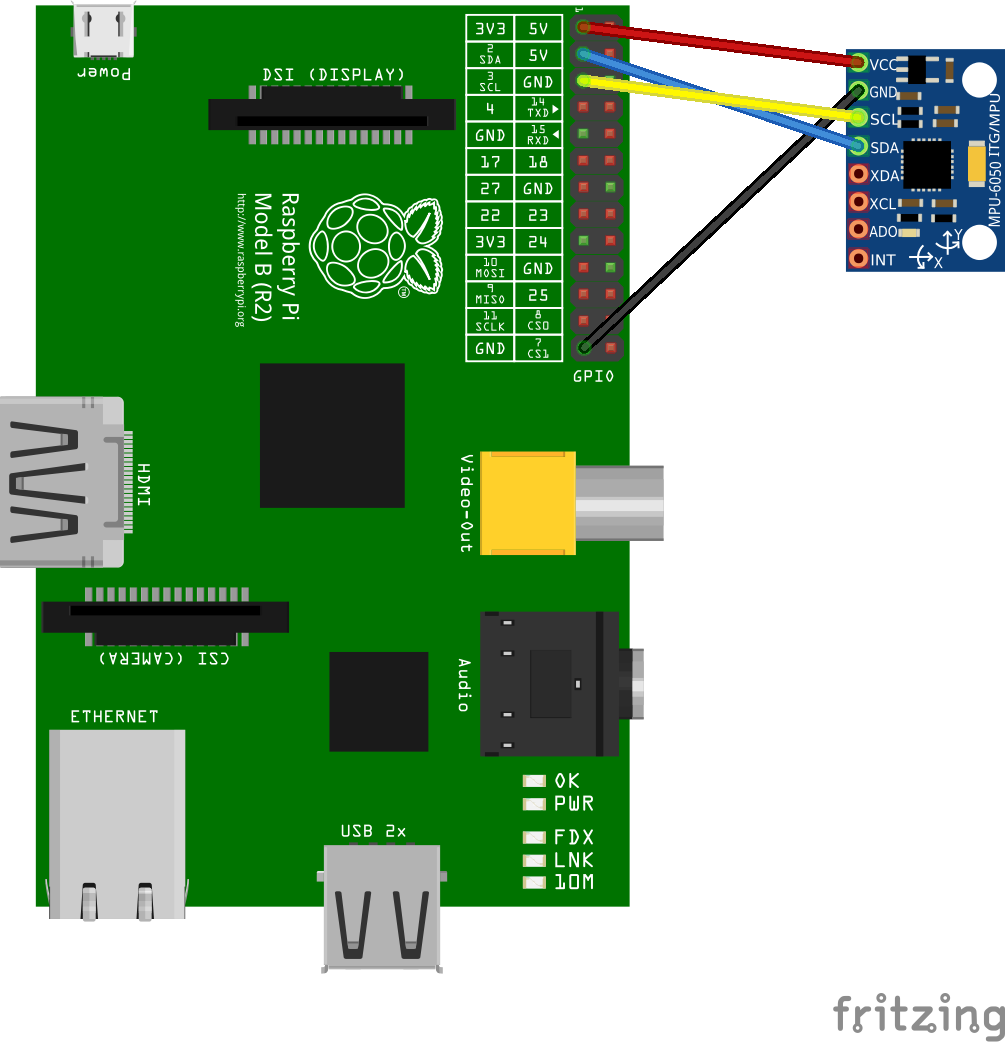 Power
DSI (DISPLAY)
1
3V3 5V
2 SDA 5V
3 SCL GND
4 14 TXD
GND 15 RXD
17 18
27 GND
22 23
3V3 24
10 MOSI GND
9 MISO 25
11 SCLK 8 CS0
GND 7 CS1
GPIO
VCC
GND
SCL
SDA
XDA
XCL
ADO
INT
MPU-6050 ITG/MPU
Y
X
Raspberry Pi
Model B (R2)
http://www.raspberrypi.org
TM
HDMI
Video-Out
CSI (CAMERA)
Audio
ETHERNET
OK
PWR
FDX
LNK
10M
USB 2x
fritzing